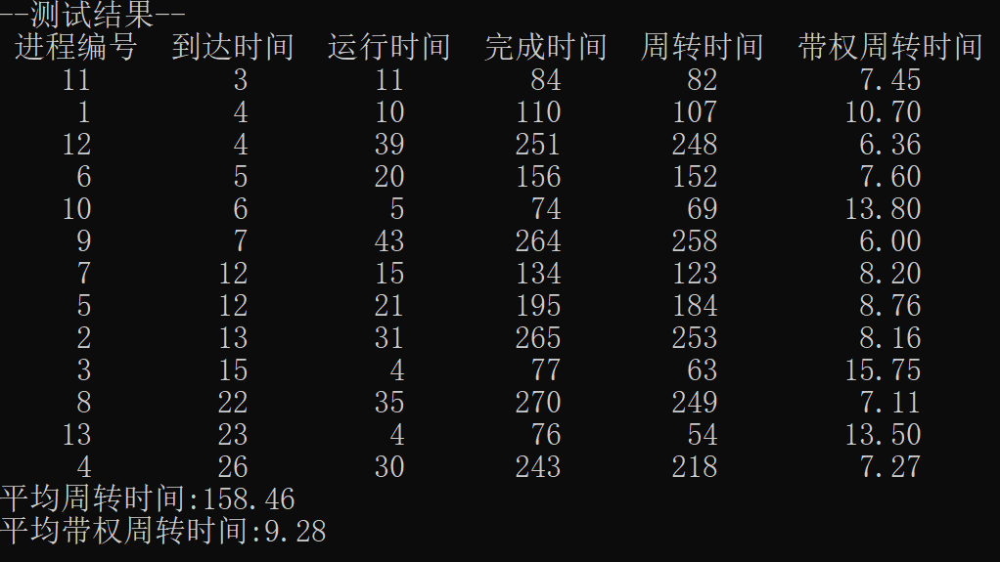 --测试结果--
进程编号 到达时间 运行时间 完成时间 周转时间 带权周转时间
11 3 11 84 82 7.45
1 4 10 110 107 10.70
12 4 39 251 248 6.36
6 5 20 156 152 7.60
10 6 5 74 69 13.80
9 7 43 264 258 6.00
7 12 15 134 123 8.20
5 12 21 195 184 8.76
2 13 31 265 253 8.16
3 15 4 77 63 15.75
8 22 35 270 249 7.11
13 23 4 76 54 13.50
4 26 30 243 218 7.27
平均周转时间:158.46
平均带权周转时间:9.28